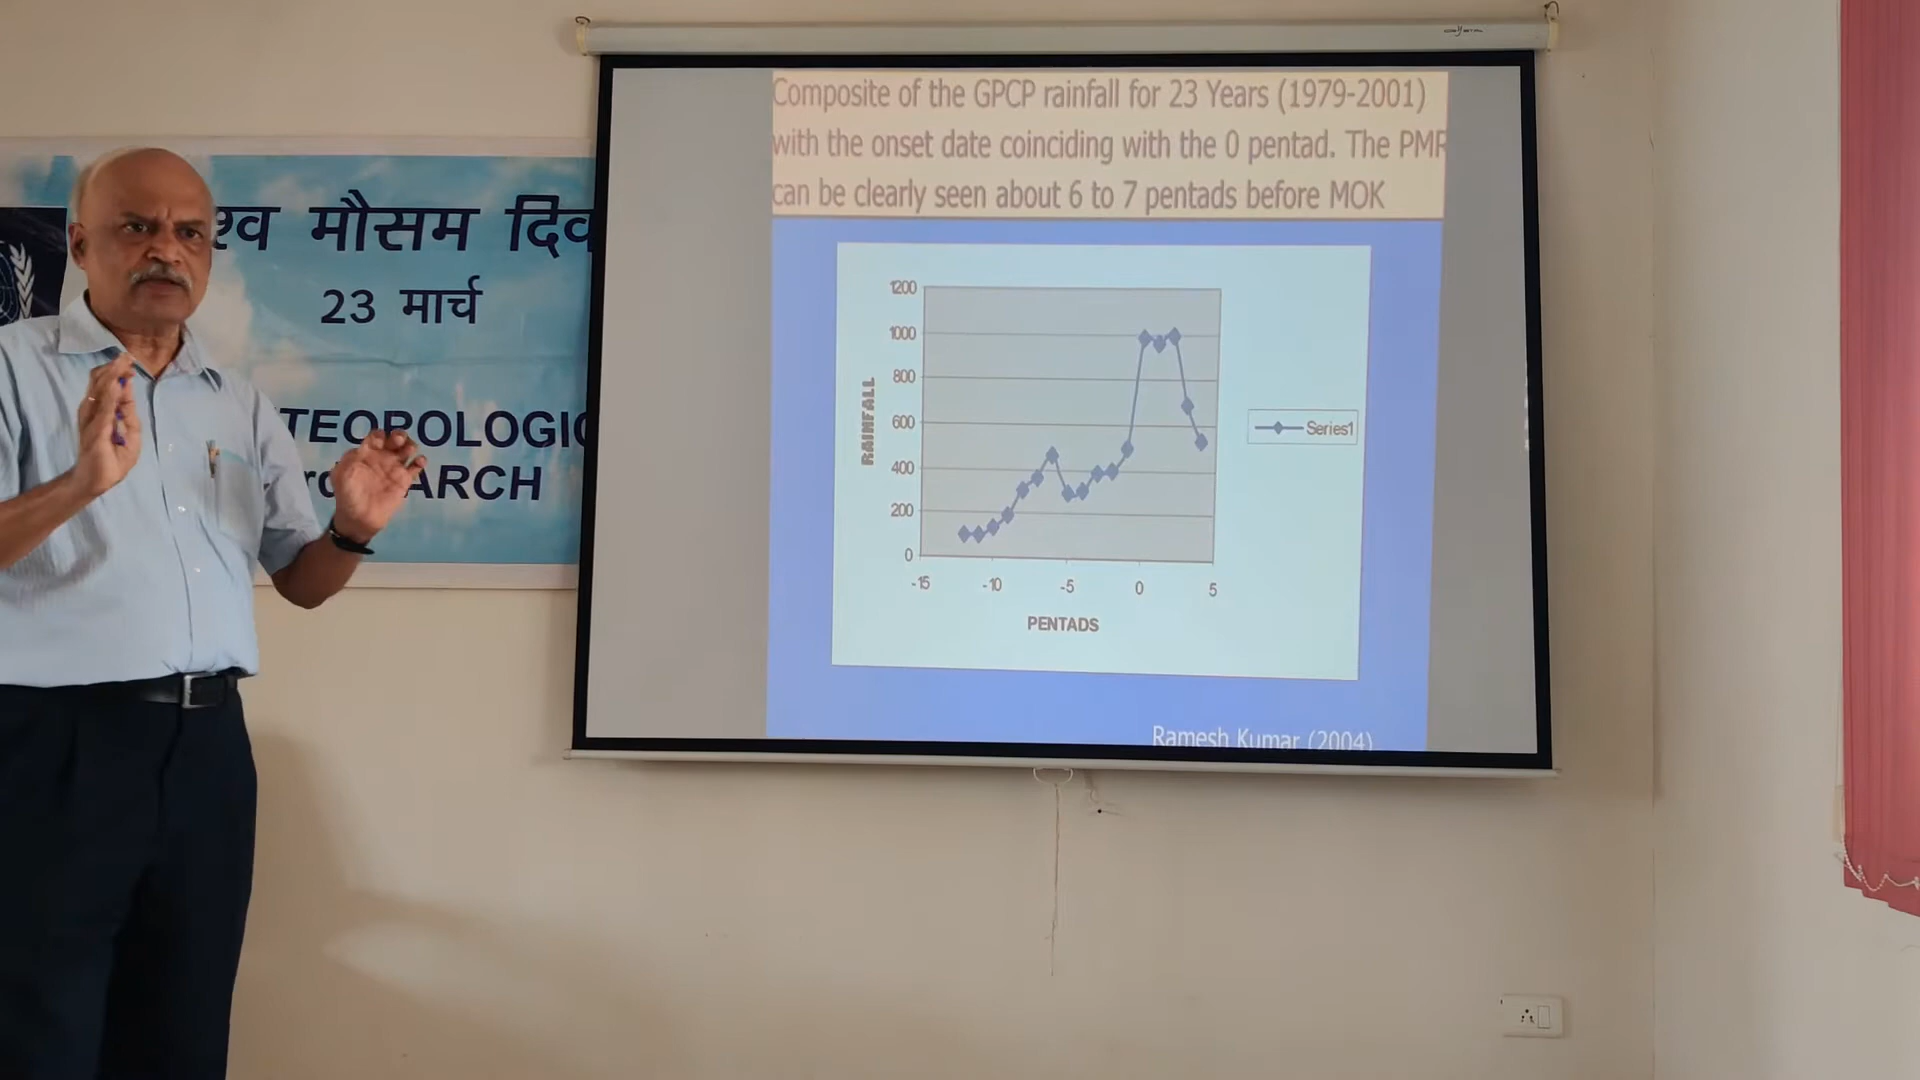 Composite of the GPCP rainfall for 23 Years (1979-2001)
with the onset date coinciding with the 0 pentad. The PMR
can be clearly seen about 6 to 7 pentads before MOK
1200
1000
800
600
400
200
0
RAINFALL
-15 -10 -5 0 5
PENTADS
Series1
Ramesh Kumar (2004)
श्व मौसम दिव
23 मार्च
TEOROLOGIC
rd ARCH